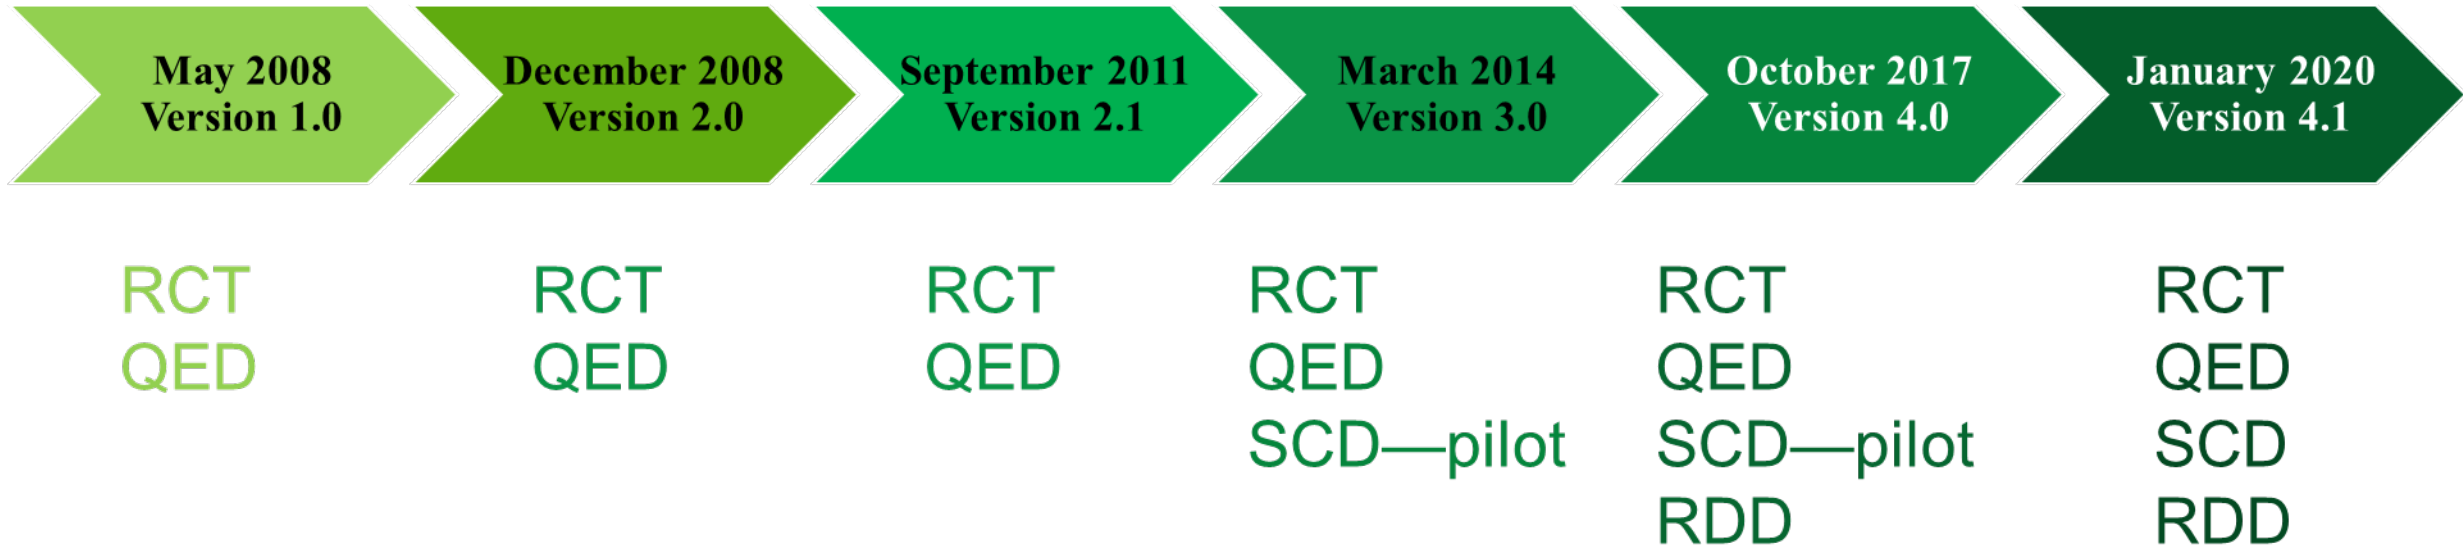 May 2008
Version 1.0
December 2008
Version 2.0
September 2011
Version 2.1
March 2014
Version 3.0
October 2017
Version 4.0
January 2020
Version 4.1
RCT
QED
RCT
QED
RCT
QED
RCT
QED
SCD—pilot
RCT
QED
SCD—pilot
RDD
RCT
QED
SCD
RDD